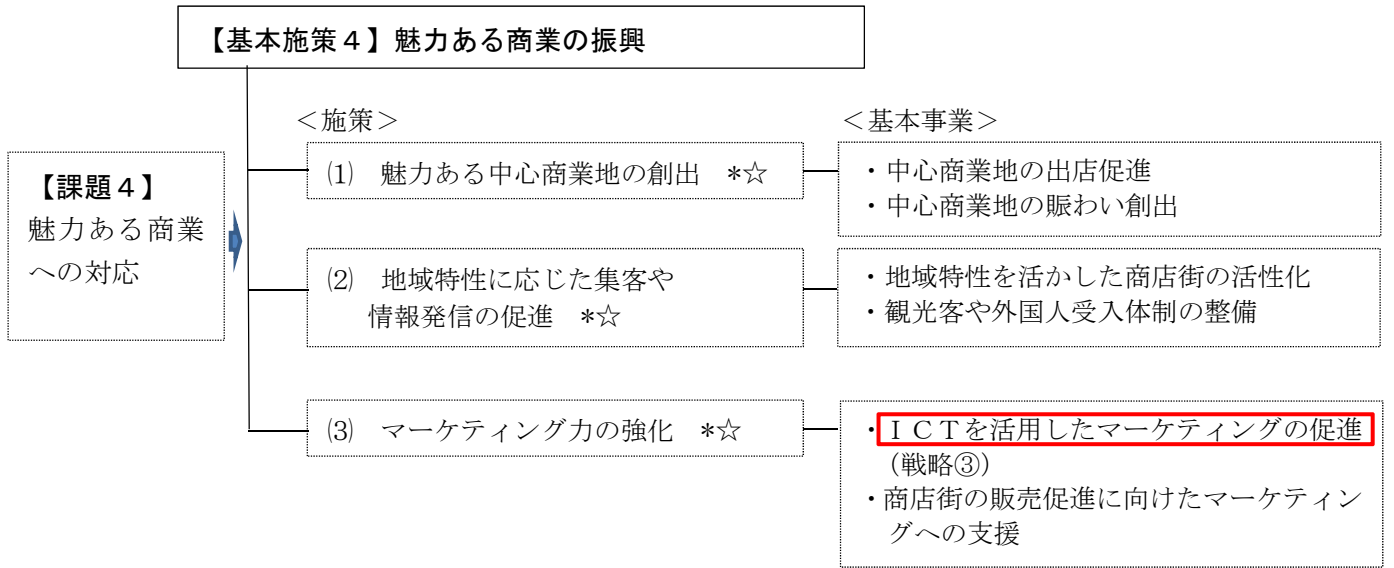 【基本施策４】魅力ある商業の振興
＜施策＞
＜基本事業＞
【課題４】
魅力ある商業
への対応
⑴　魅力ある中心商業地の創出　*☆
・中心商業地の出店促進
・中心商業地の賑わい創出
⑵　地域特性に応じた集客や
情報発信の促進　*☆
・地域特性を活かした商店街の活性化
・観光客や外国人受入体制の整備
⑶　マーケティング力の強化　*☆
・ＩＣＴを活用したマーケティングの促進
（戦略③）
・商店街の販売促進に向けたマーケティン
グへの支援